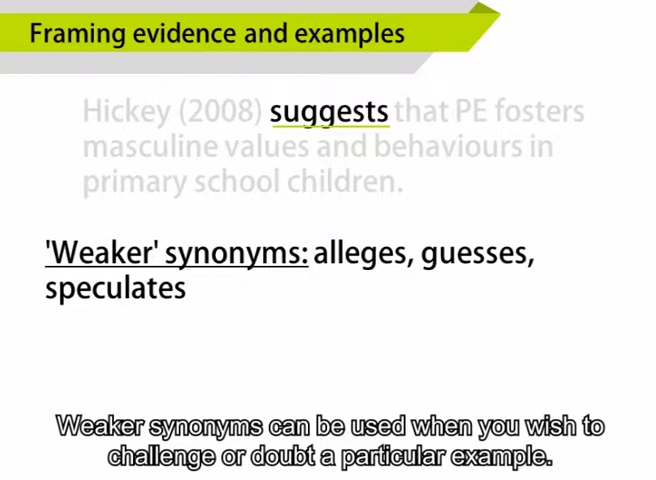 Framing evidence and examples
Hickey (2008) suggests that PE fosters
masculine values and behaviours in
primary school children.
'Weaker' synonyms: alleges, guesses,
speculates
Weaker synonyms can be used when you wish to
challenge or doubt a particular example.